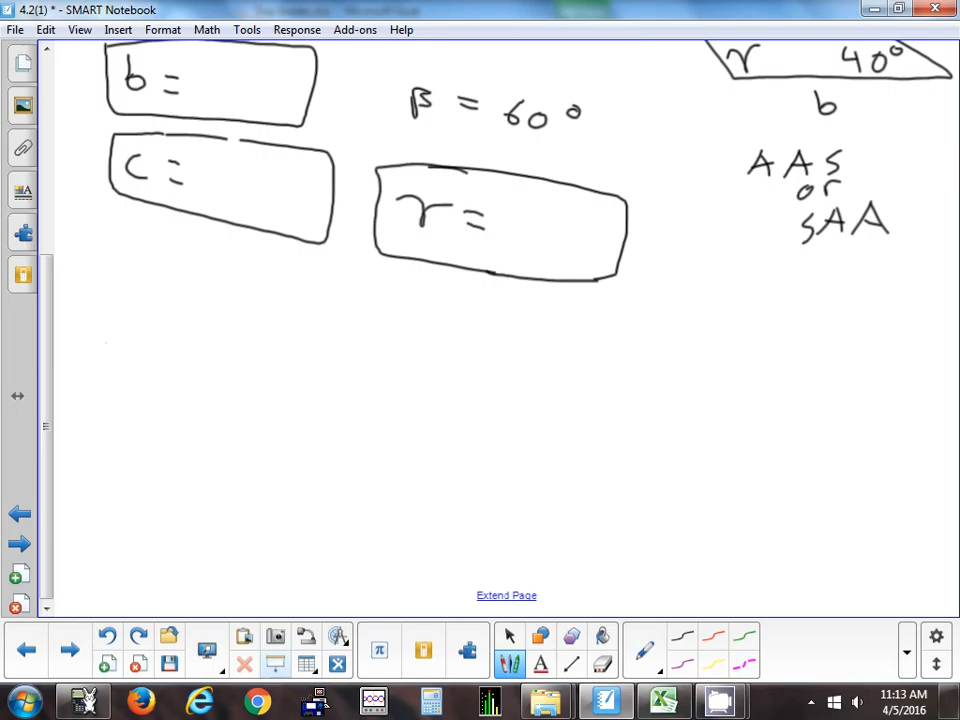 4.2(1) * - SMART Notebook
File Edit View Insert Format Math Tools Response Add-ons Help
b =
β = 60°
c =
γ =
γ 40°
b
AAS
or
SAA
Extend Page
11:13 AM
4/5/2016